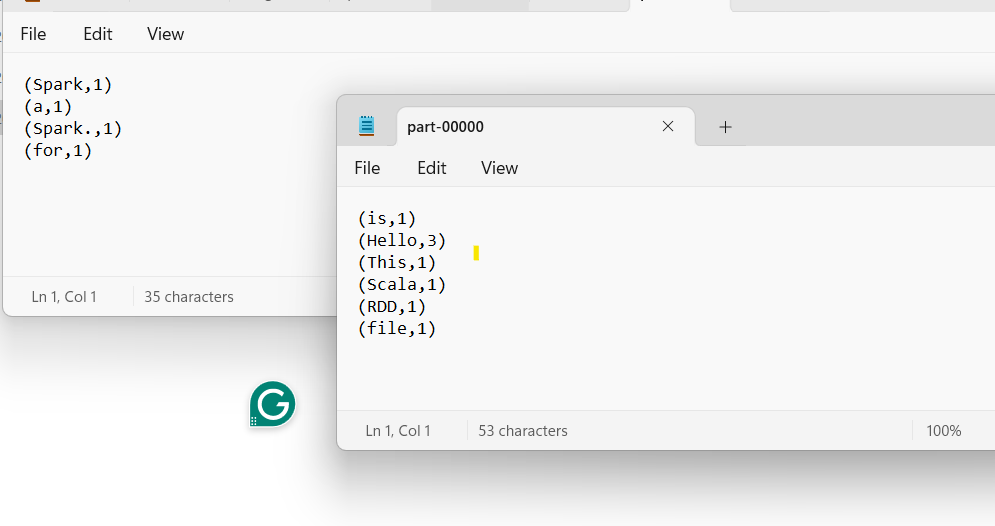 File Edit View
(Spark,1)
(a,1)
(Spark.,1)
(for,1)
Ln 1, Col 1 35 characters
part-00000
File Edit View
(is,1)
(Hello,3)
(This,1)
(Scala,1)
(RDD,1)
(file,1)
Ln 1, Col 1 53 characters 100%
G